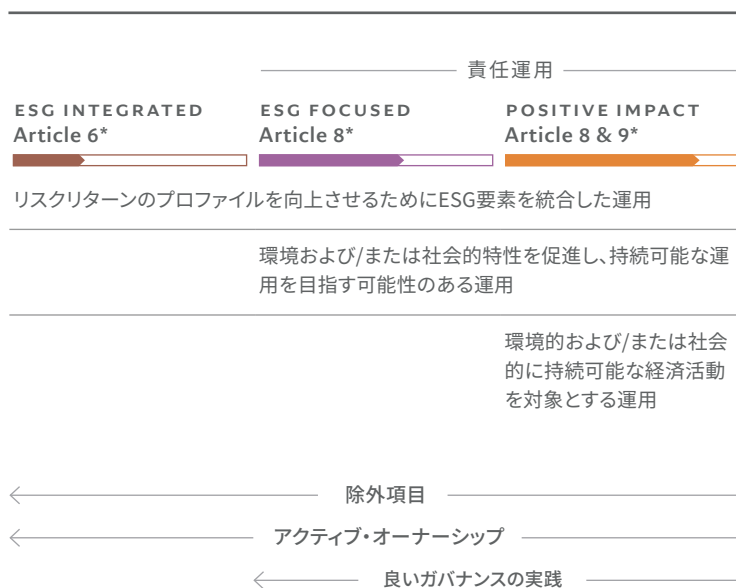 責任運用
ESG INTEGRATED
Article 6*
ESG FOCUSED
Article 8*
POSITIVE IMPACT
Article 8 & 9*
リスクリターンのプロファイルを向上させるためにESG要素を統合した運用
環境および/または社会的特性を促進し、持続可能な運
用を目指す可能性のある運用
環境的および/または社会
的に持続可能な経済活動
を対象とする運用
除外項目
アクティブ・オーナーシップ
良いガバナンスの実践